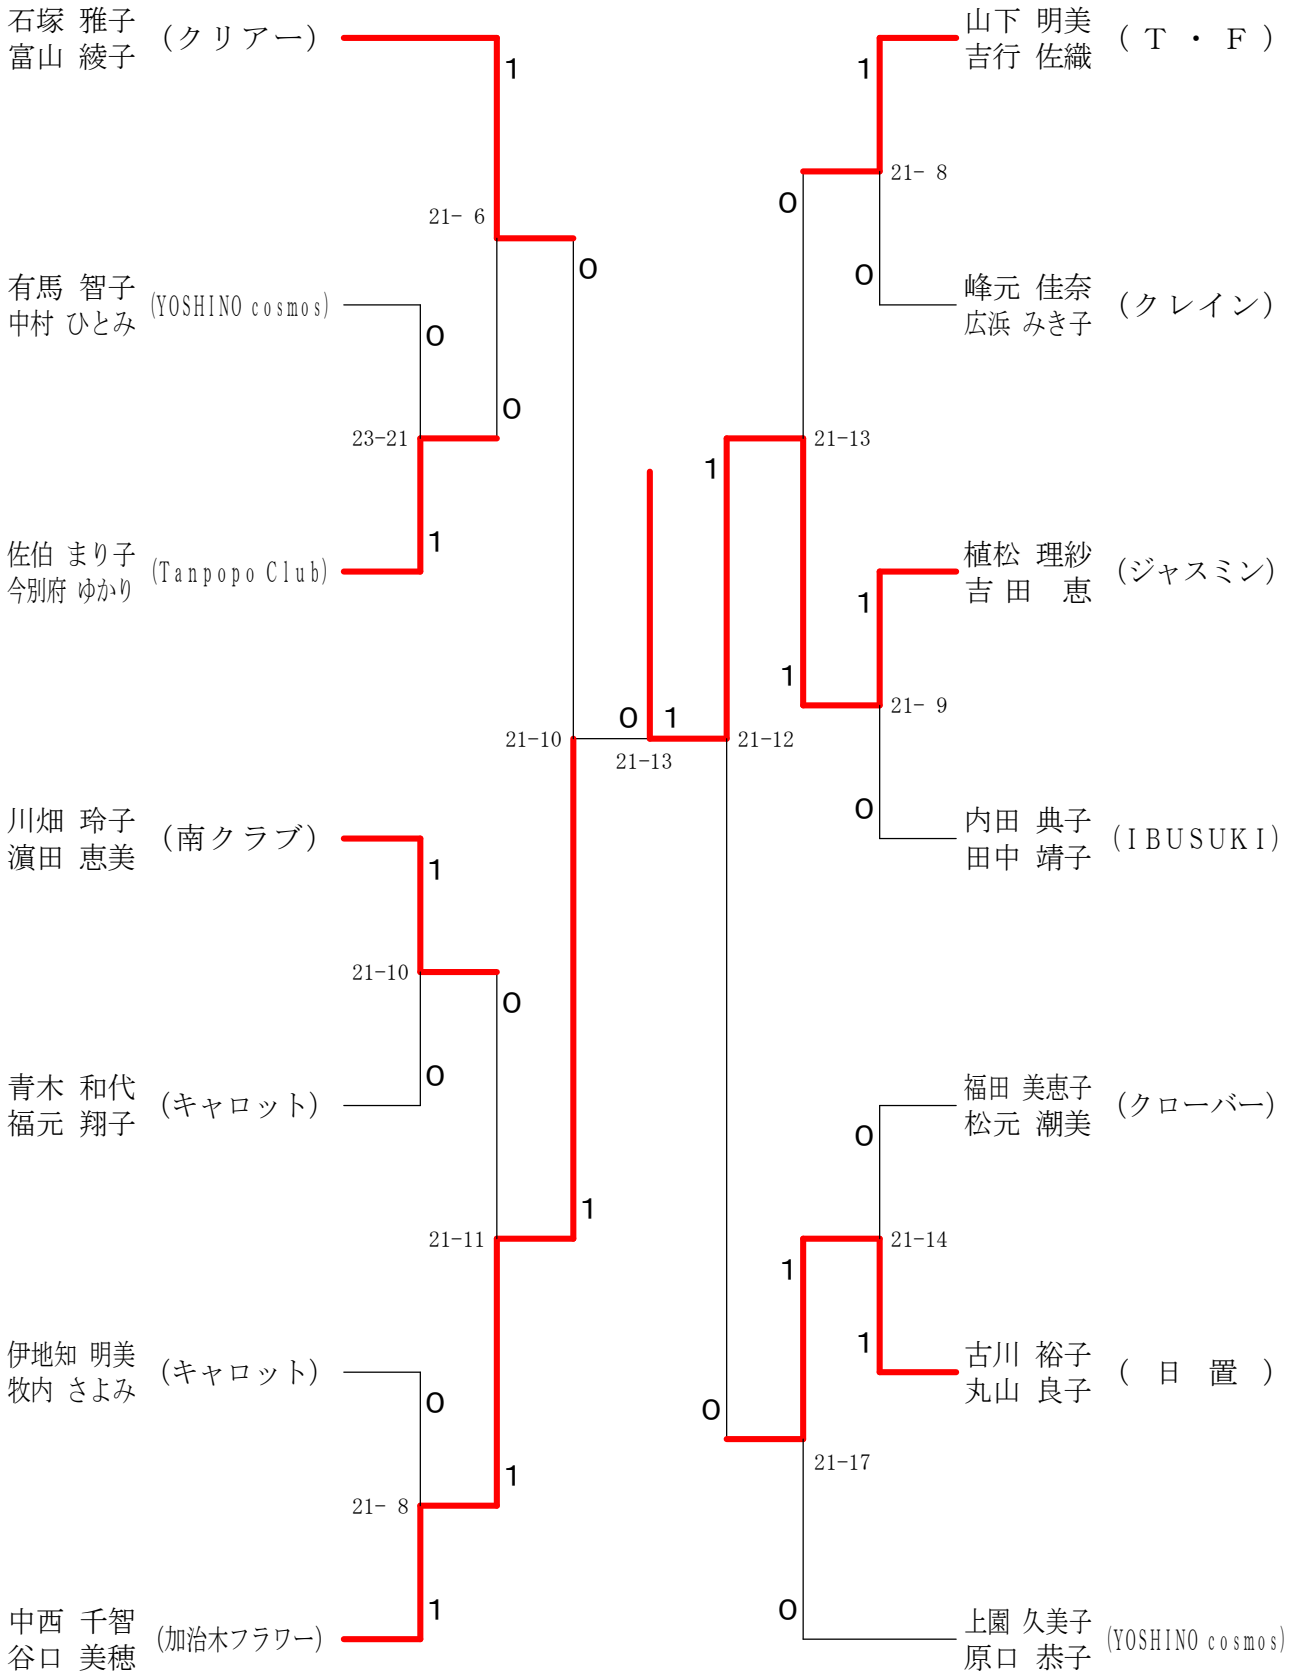 石塚 雅子
富山 綾子
(クリアー)
1
21- 6
0
有馬 智子
中村 ひとみ
(YOSHINO cosmos)
0
0
23-21
1
佐伯 まり子
今別府 ゆかり
(Tanpopo Club)
21-10
川畑 玲子
濵田 恵美
(南クラブ)
1
21-10
0
0
青木 和代
福元 翔子
(キャロット)
1
21-11
伊地知 明美
牧内 さよみ
(キャロット)
0
1
21- 8
1
中西 千智
谷口 美穂
(加治木フラワー)
0
1
21-13
山下 明美
吉行 佐織
(T・F)
1
21- 8
0
0
峰元 佳奈
広浜 みき子
(クレイン)
21-13
1
植松 理紗
吉田 恵
(ジャスミン)
1
1
21- 9
21-12
0
内田 典子
田中 靖子
(IBUSUKI)
福田 美恵子
松元 潮美
(クローバー)
0
21-14
1
1
古川 裕子
丸山 良子
(日置)
0
21-17
0
上園 久美子
原口 恭子
(YOSHINO cosmos)